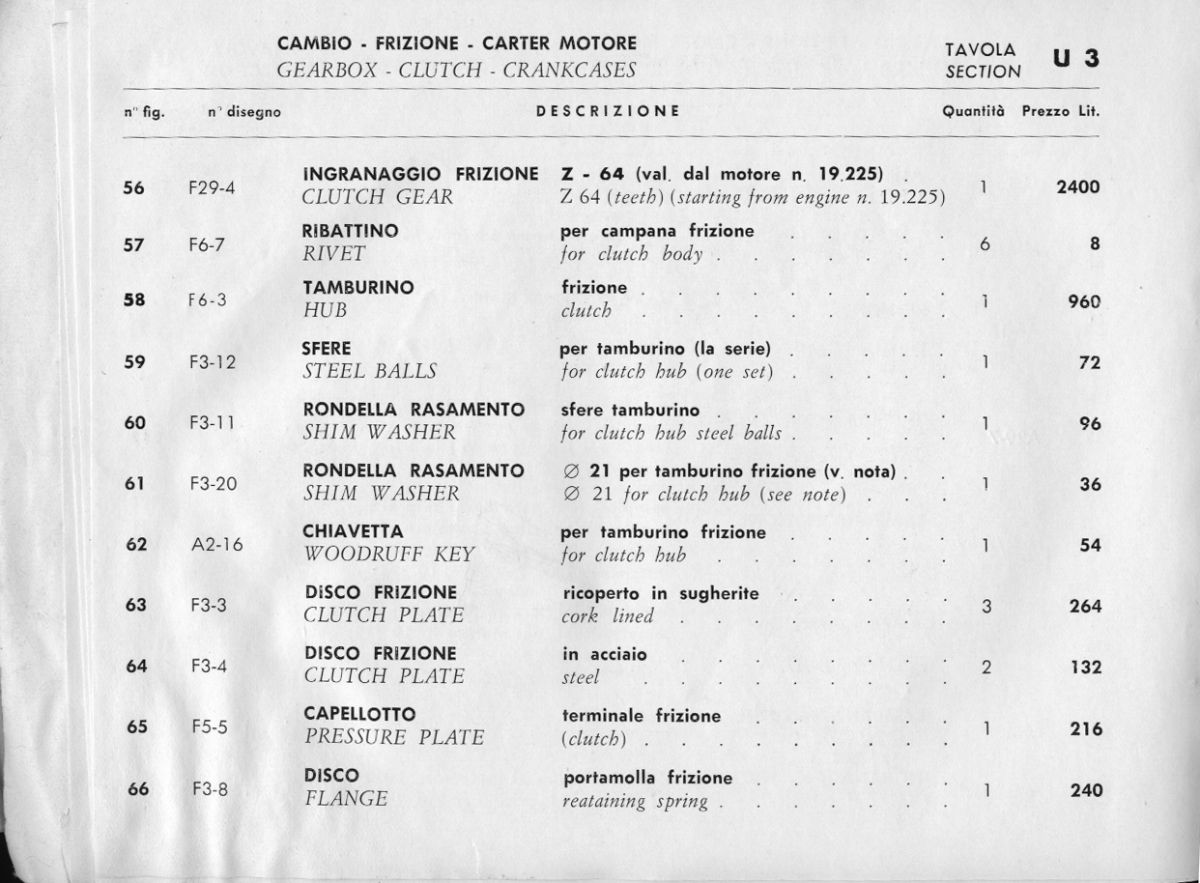 CAMBIO - FRIZIONE - CARTER MOTORE
GEARBOX - CLUTCH - CRANKCASES
TAVOLA
SECTION
U 3
n° fig. n° disegno DESCRIZIONE Quantità Prezzo Lit.
56 F29-4 INGRANAGGIO FRIZIONE Z - 64 (val. dal motore n. 19.225) . 1 2400
CLUTCH GEAR Z 64 (teeth) (starting from engine n. 19.225)
57 F6-7 RIBATTINO per campana frizione . . . . . 6 8
RIVET for clutch body . . . . . . .
58 F6-3 TAMBURINO frizione . . . . . . . . . 1 960
HUB clutch . . . . . . . . .
59 F3-12 SFERE per tamburino (la serie) . . . . . 1 72
STEEL BALLS for clutch hub (one set) . . . . .
60 F3-11 RONDELLA RASAMENTO sfere tamburino . . . . . . . 1 96
SHIM WASHER for clutch hub steel balls . . . . .
61 F3-20 RONDELLA RASAMENTO ∅ 21 per tamburino frizione (v. nota) . . 1 36
SHIM WASHER ∅ 21 for clutch hub (see note) . . .
62 A2-16 CHIAVETTA per tamburino frizione . . . . . 1 54
WOODRUFF KEY for clutch hub . . . . . . .
63 F3-3 DISCO FRIZIONE ricoperto in sugherite . . . . . 3 264
CLUTCH PLATE cork lined . . . . . . . .
64 F3-4 DISCO FRIZIONE in acciaio . . . . . . . . 2 132
CLUTCH PLATE steel . . . . . . . . .
65 F5-5 CAPELLOTTO terminale frizione . . . . . . 1 216
PRESSURE PLATE (clutch) . . . . . . . . .
66 F3-8 DISCO portamolla frizione . . . . . . 1 240
FLANGE reataining spring . . . . . . .